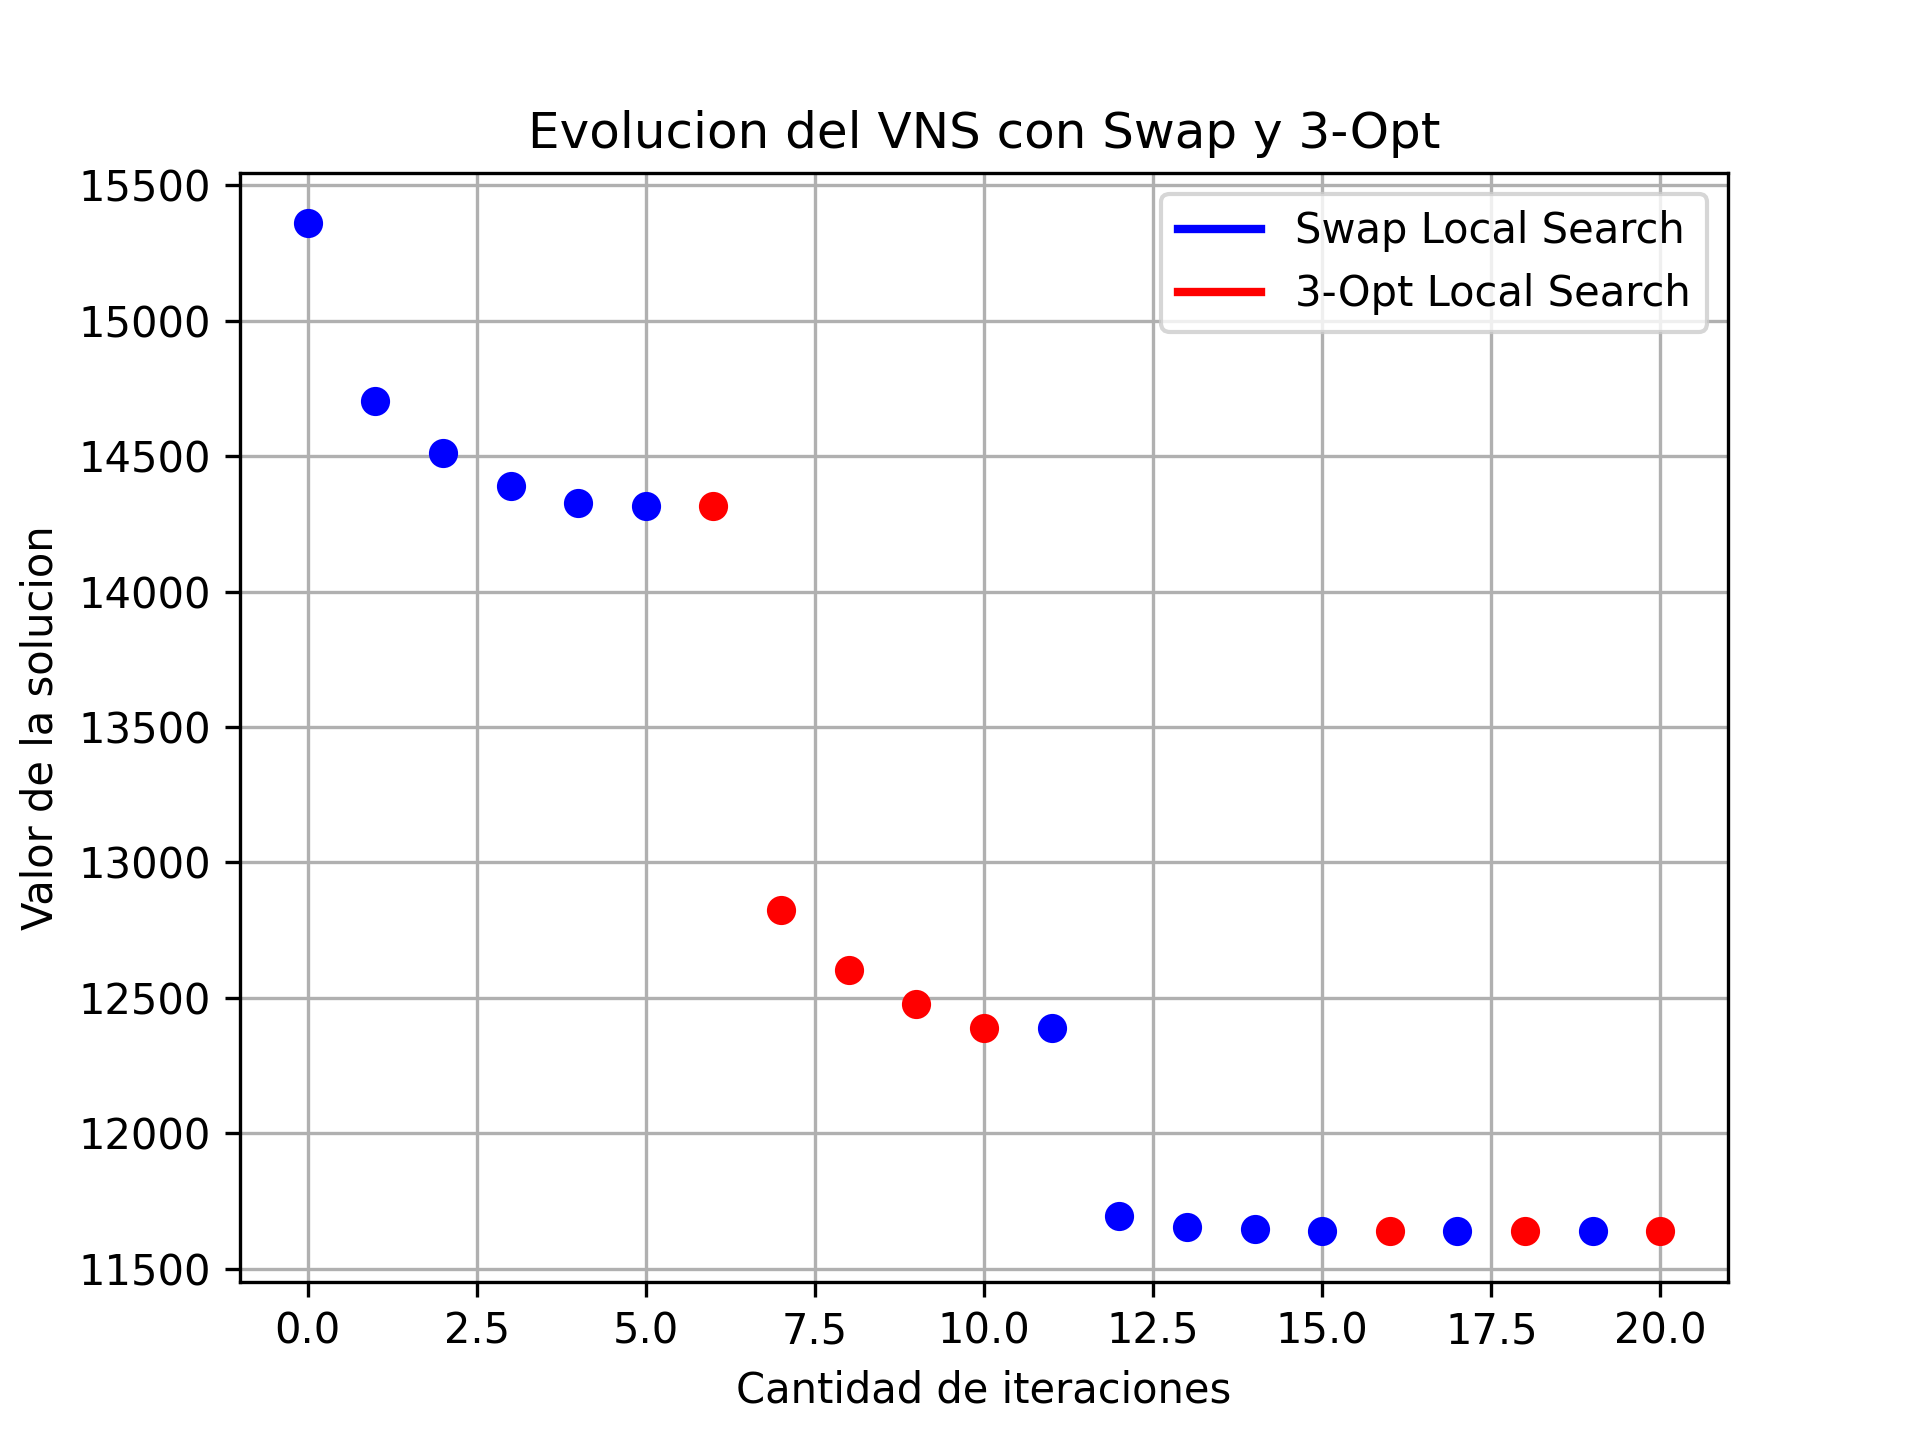 Evolucion del VNS con Swap y 3-Opt
Swap Local Search
3-Opt Local Search
Valor de la solucion
15500
15000
14500
14000
13500
13000
12500
12000
11500
0.0 2.5 5.0 7.5 10.0 12.5 15.0 17.5 20.0
Cantidad de iteraciones